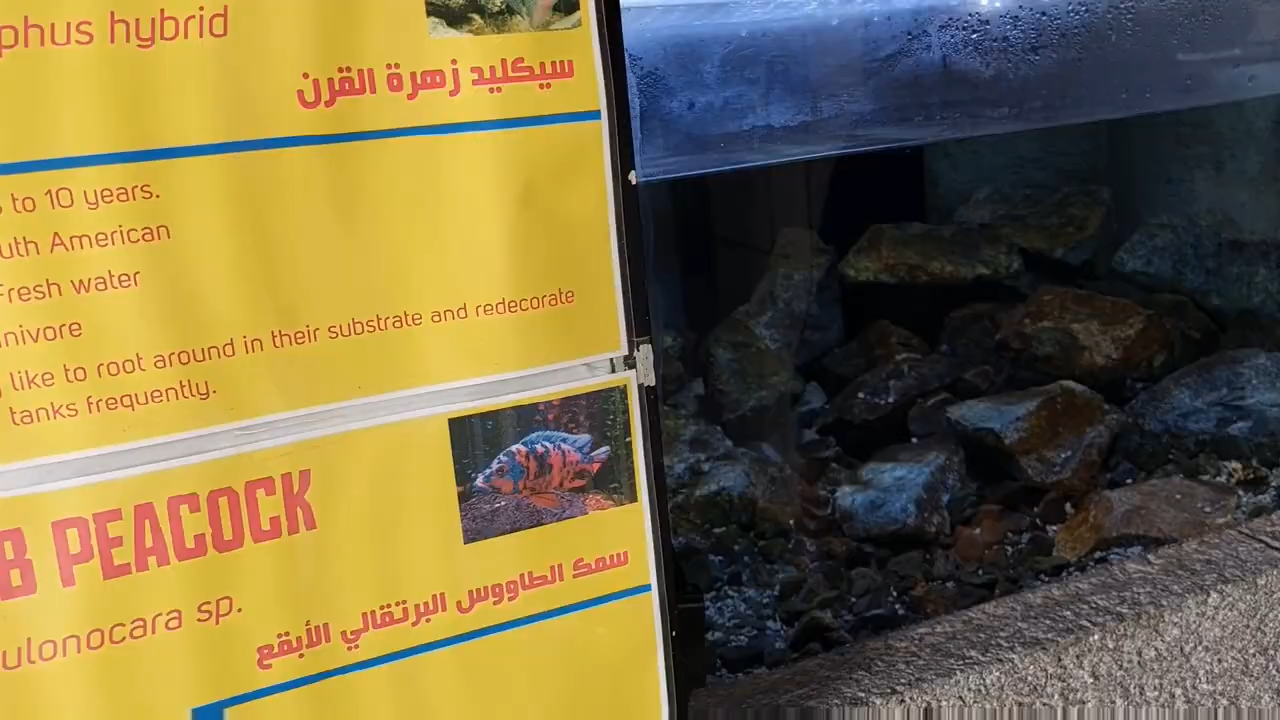 phus hybrid
سيكليد زهرة القرن
to 10 years.
uth American
Fresh water
nivore
like to root around in their substrate and redecorate
tanks frequently.
B PEACOCK
ulonocara sp.
سمك الطاووس البرتقالي الأبقع